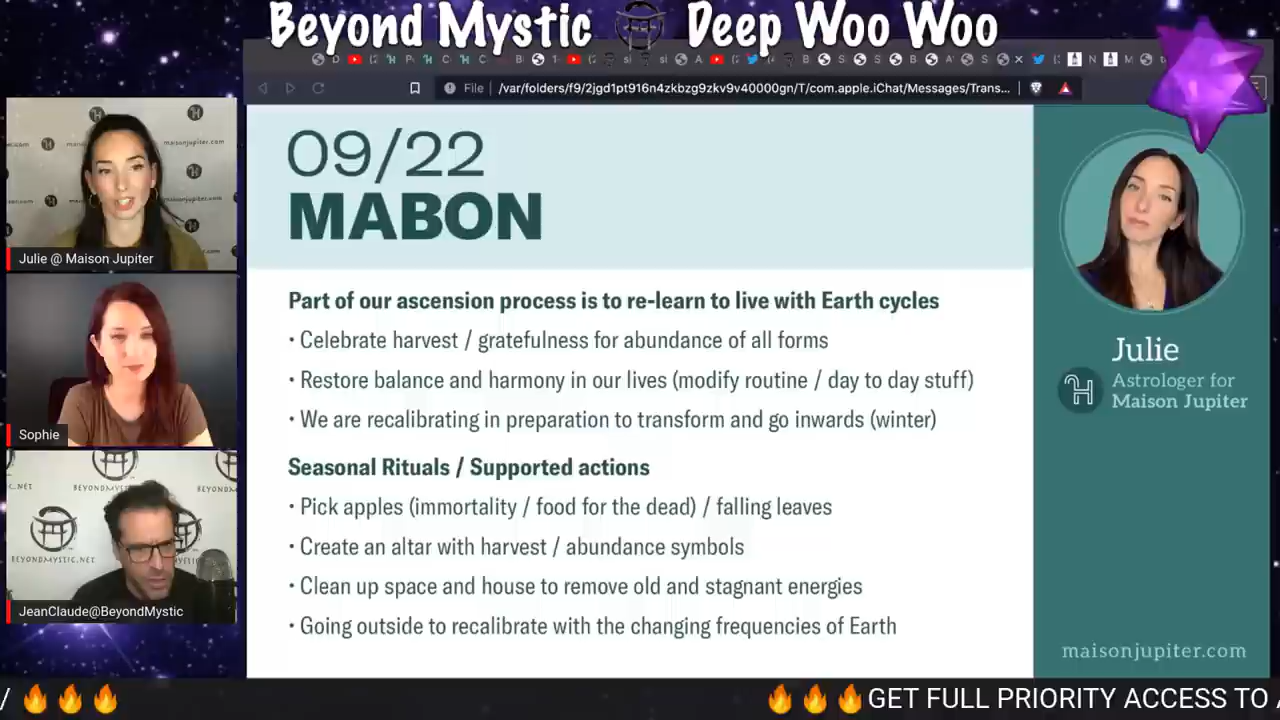 Beyond Mystic Deep Woo Woo
File /var/folders/f9/2jgd1pt916n4zkbzg9zkv9v40000gn/T/com.apple.iChat/Messages/Trans...
09/22
MABON
Part of our ascension process is to re-learn to live with Earth cycles
• Celebrate harvest / gratefulness for abundance of all forms
• Restore balance and harmony in our lives (modify routine / day to day stuff)
• We are recalibrating in preparation to transform and go inwards (winter)
Seasonal Rituals / Supported actions
• Pick apples (immortality / food for the dead) / falling leaves
• Create an altar with harvest / abundance symbols
• Clean up space and house to remove old and stagnant energies
• Going outside to recalibrate with the changing frequencies of Earth
Julie
Astrologer for
Maison Jupiter
maisonjupiter.com
maisonjupiter.com
Julie @ Maison Jupiter
Sophie
BEYONDMYSTIC.NET
JeanClaude@BeyondMystic
/ 🔥 🔥 🔥 🔥 🔥 🔥 GET FULL PRIORITY ACCESS TO